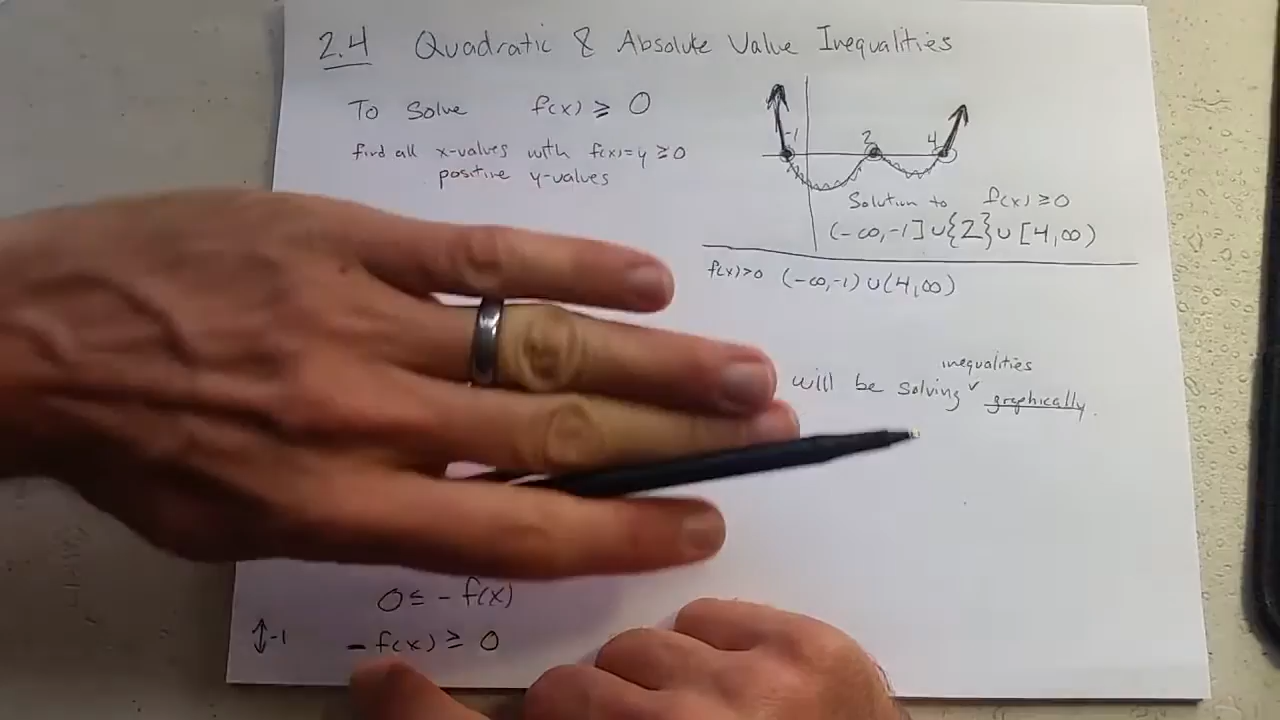 2.4 Quadratic & Absolute Value Inequalities
To Solve f(x) ≥ 0
find all x-values with f(x)=y ≥ 0
positive y-values
-1 2 4
Solution to f(x) ≥ 0
(-∞,-1]∪{2}∪[4,∞)
f(x)>0 (-∞,-1)∪(4,∞)
inequalities
will be solving ˅ graphically.
0 ≤ -f(x)
↕-1 -f(x) ≥ 0